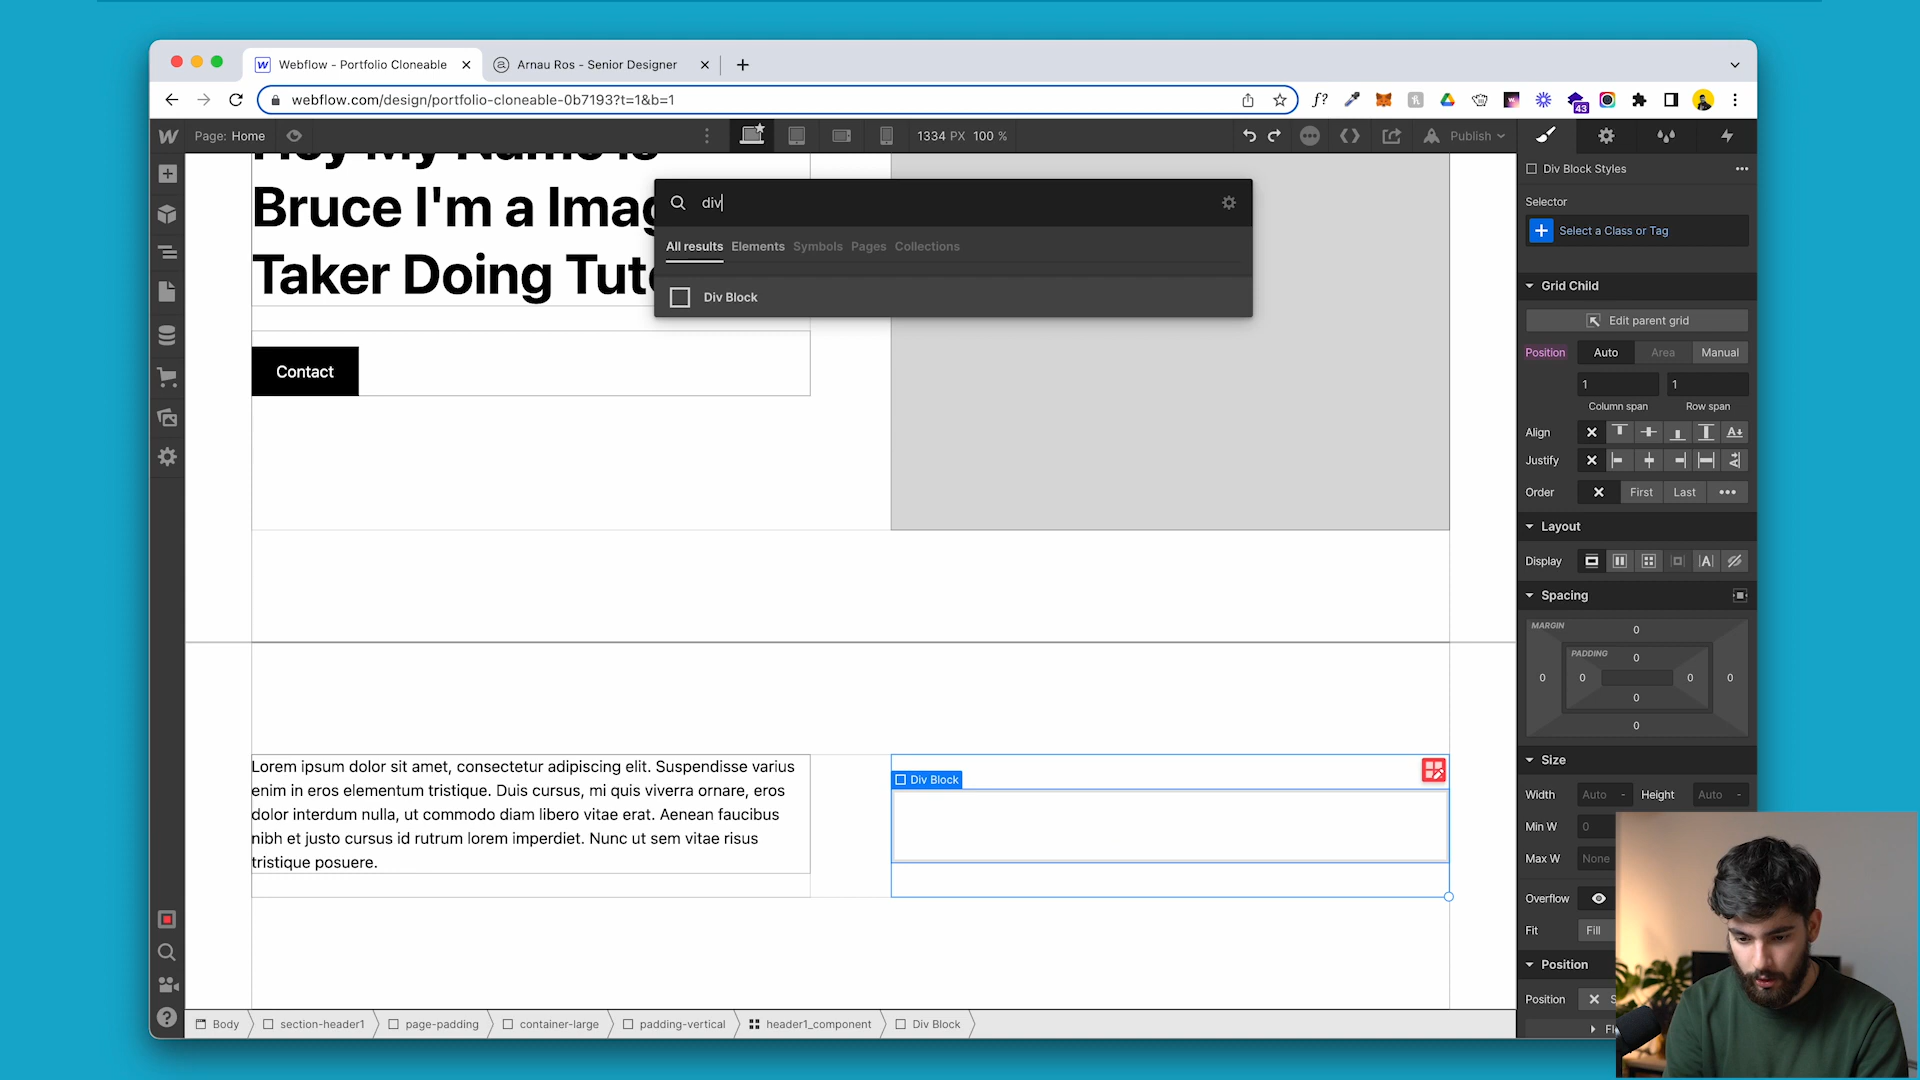 Webflow - Portfolio Cloneable
Arnau Ros - Senior Designer
webflow.com/design/portfolio-cloneable-0b7193?t=1&b=1
f?
43
Page: Home
1334 PX 100 %
Publish
Bruce I'm a Imag
Taker Doing Tut
Contact
div
All results Elements Symbols Pages Collections
Div Block
Lorem ipsum dolor sit amet, consectetur adipiscing elit. Suspendisse varius
enim in eros elementum tristique. Duis cursus, mi quis viverra ornare, eros
dolor interdum nulla, ut commodo diam libero vitae erat. Aenean faucibus
nibh et justo cursus id rutrum lorem imperdiet. Nunc ut sem vitae risus
tristique posuere.
Div Block
Body section-header1 page-padding container-large padding-vertical header1_component Div Block
Div Block Styles
Selector
Select a Class or Tag
Grid Child
Edit parent grid
Position Auto Area Manual
1 1
Column span Row span
Align
Justify
Order First Last
Layout
Display
Spacing
MARGIN
0
PADDING
0
0 0 0 0
0
0
Size
Width Auto - Height Auto -
Min W 0
Max W None
Overflow
Fit Fill
Position
Position S